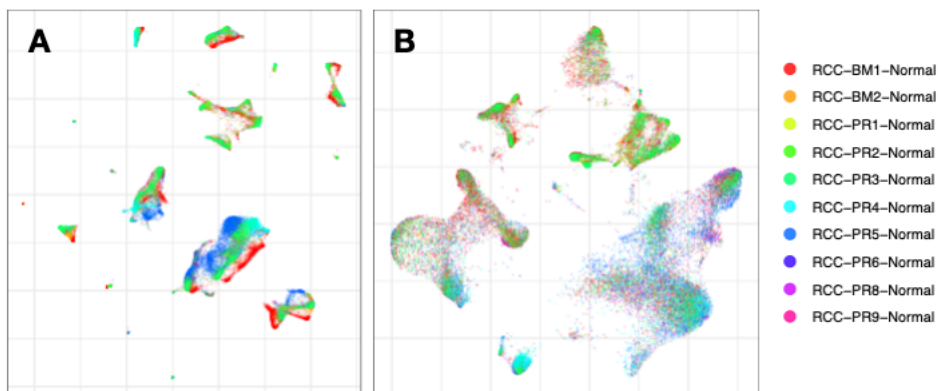 A
B
RCC-BM1-Normal
RCC-BM2-Normal
RCC-PR1-Normal
RCC-PR2-Normal
RCC-PR3-Normal
RCC-PR4-Normal
RCC-PR5-Normal
RCC-PR6-Normal
RCC-PR8-Normal
RCC-PR9-Normal